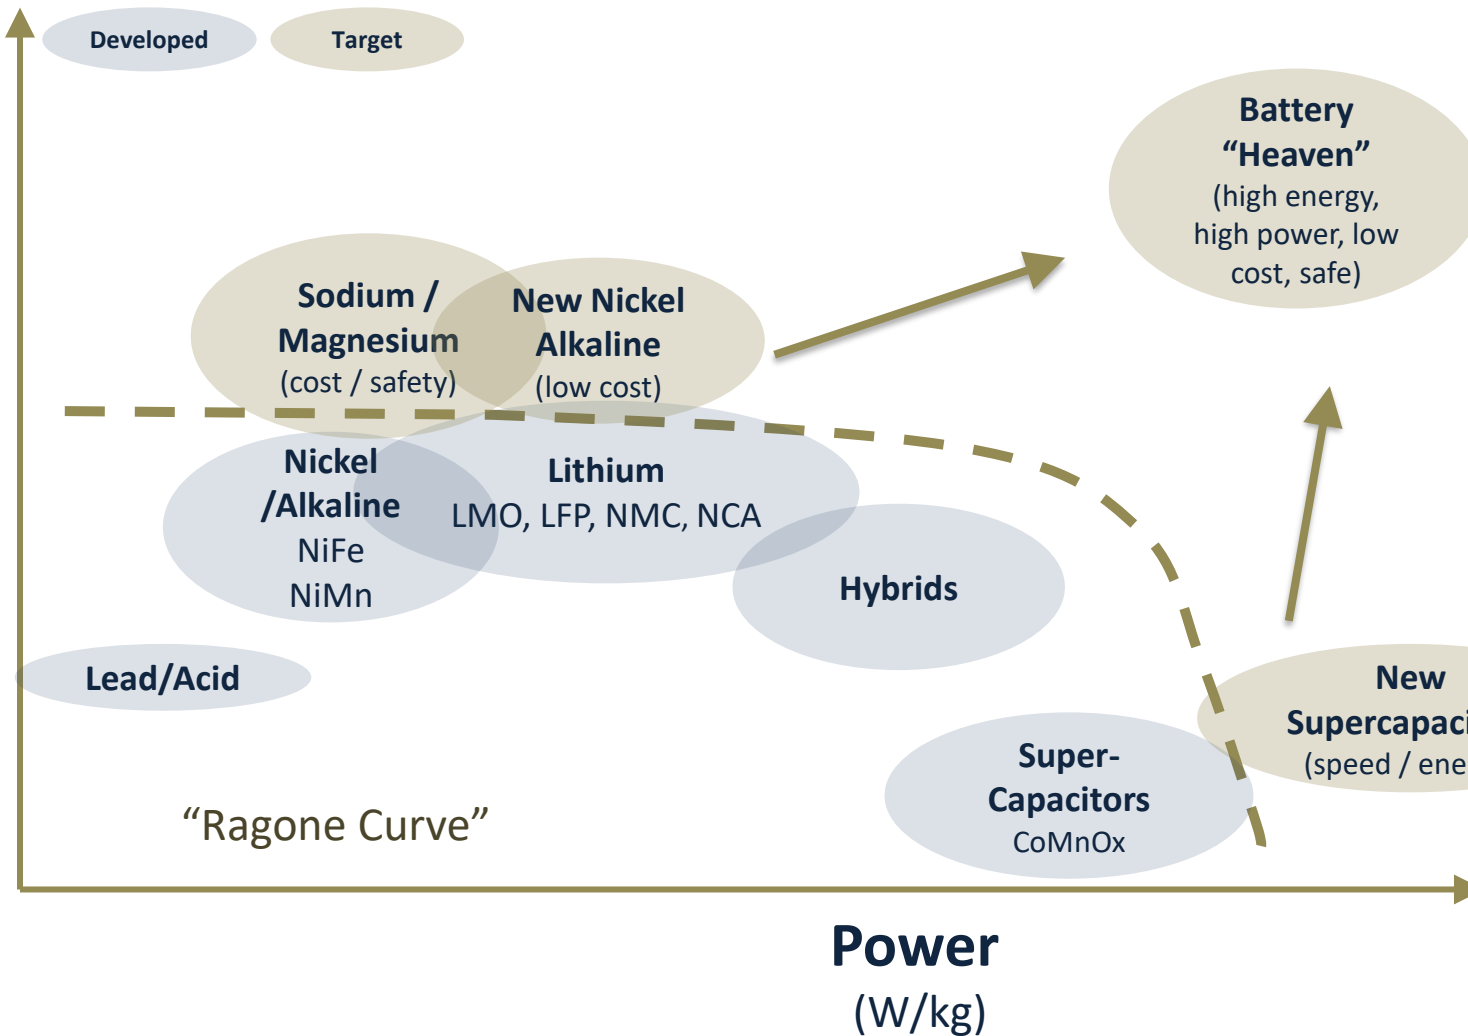 Developed
Target
Battery
“Heaven”
(high energy,
high power, low
cost, safe)
Sodium /
Magnesium
(cost / safety)
New Nickel
Alkaline
(low cost)
Nickel
/Alkaline
NiFe
NiMn
Lithium
LMO, LFP, NMC, NCA
Hybrids
Lead/Acid
New
(speed /
Super-
Capacitors
CoMnOx
“Ragone Curve”
Power
(W/kg)